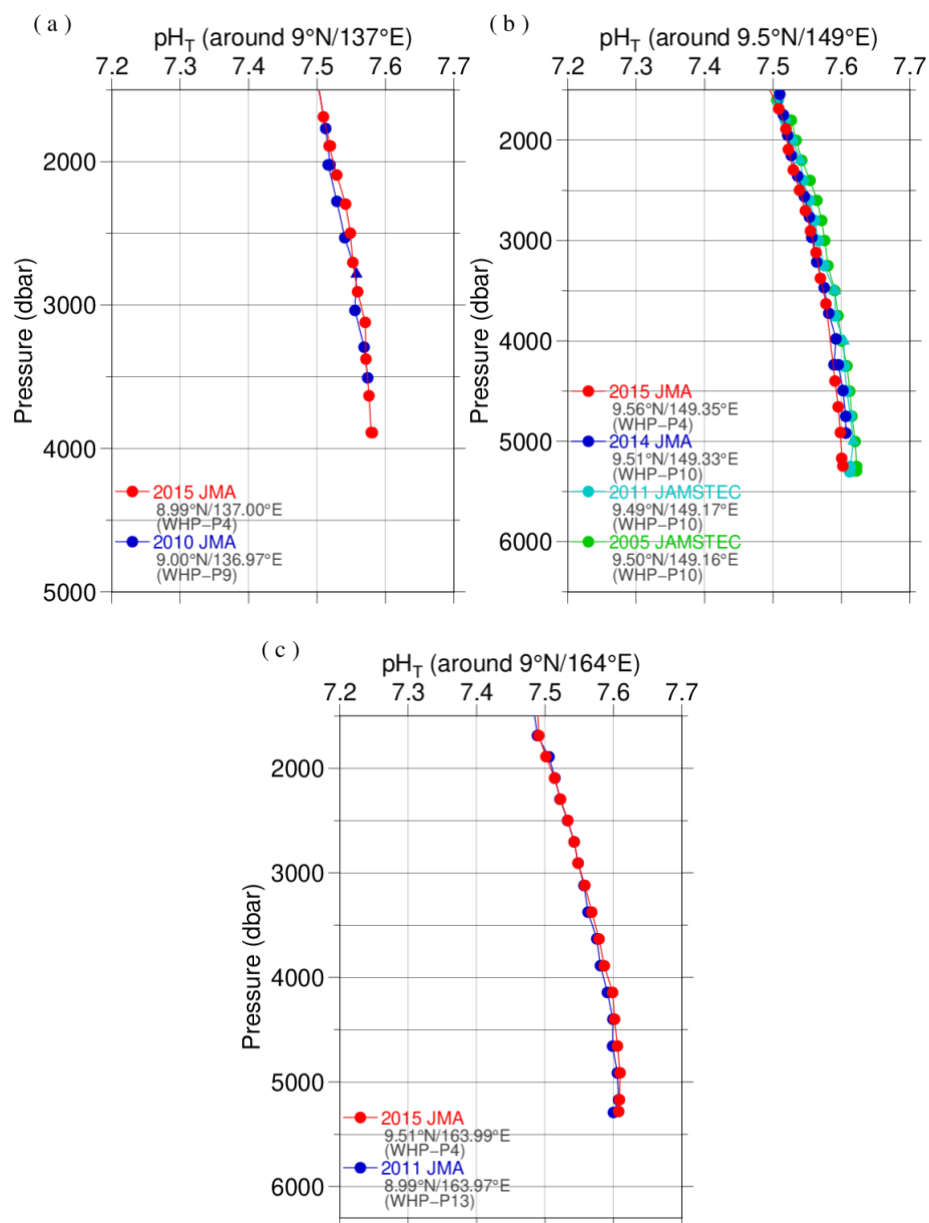 ( a )
pH_T (around 9°N/137°E)
7.2 7.3 7.4 7.5 7.6 7.7
Pressure (dbar)
2000
3000
4000
5000
2015 JMA
8.99°N/137.00°E
(WHP−P4)
2010 JMA
9.00°N/136.97°E
(WHP−P9)
( b )
pH_T (around 9.5°N/149°E)
7.2 7.3 7.4 7.5 7.6 7.7
Pressure (dbar)
2000
3000
4000
5000
6000
2015 JMA
9.56°N/149.35°E
(WHP−P4)
2014 JMA
9.51°N/149.33°E
(WHP−P10)
2011 JAMSTEC
9.49°N/149.17°E
(WHP−P10)
2005 JAMSTEC
9.50°N/149.16°E
(WHP−P10)
( c )
pH_T (around 9°N/164°E)
7.2 7.3 7.4 7.5 7.6 7.7
Pressure (dbar)
2000
3000
4000
5000
6000
2015 JMA
9.51°N/163.99°E
(WHP−P4)
2011 JMA
8.99°N/163.97°E
(WHP−P13)